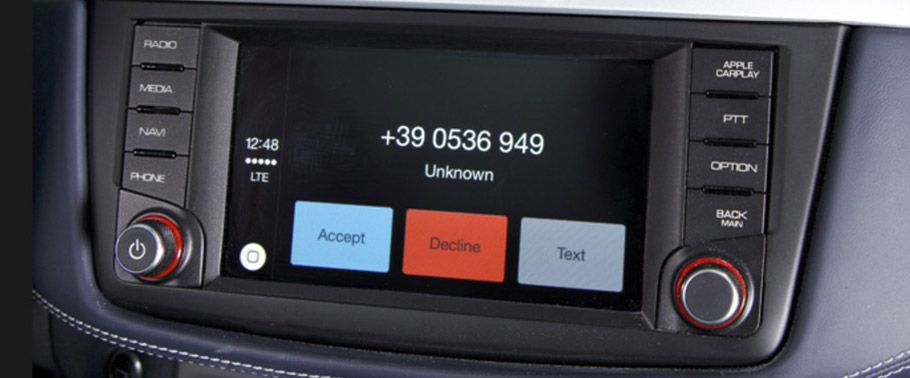 RADIO
MEDIA
NAVI
PHONE
12:48
LTE
+39 0536 949
Unknown
Accept
Decline
Text
APPLE
CARPLAY
PTT
OPTION
BACK
MAIN